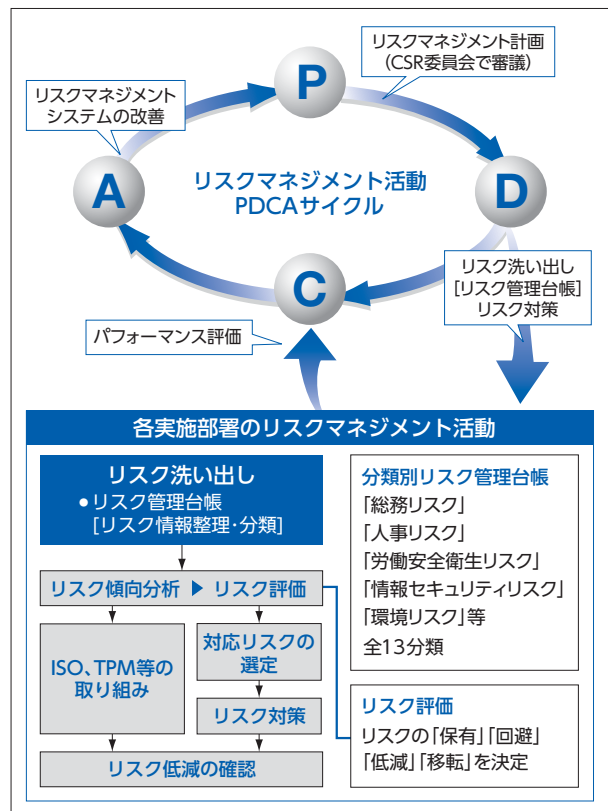 P
リスクマネジメント計画
(CSR委員会で審議)
リスクマネジメント
システムの改善
A
リスクマネジメント活動
PDCAサイクル
D
C
リスク洗い出し
[リスク管理台帳]
リスク対策
パフォーマンス評価
各実施部署のリスクマネジメント活動
リスク洗い出し
●リスク管理台帳
[リスク情報整理・分類]
リスク傾向分析 ▶ リスク評価
ISO、TPM等の
取り組み
対応リスクの
選定
リスク対策
リスク低減の確認
分類別リスク管理台帳
「総務リスク」
「人事リスク」
「労働安全衛生リスク」
「情報セキュリティリスク」
「環境リスク」等
全13分類
リスク評価
リスクの「保有」「回避」
「低減」「移転」を決定